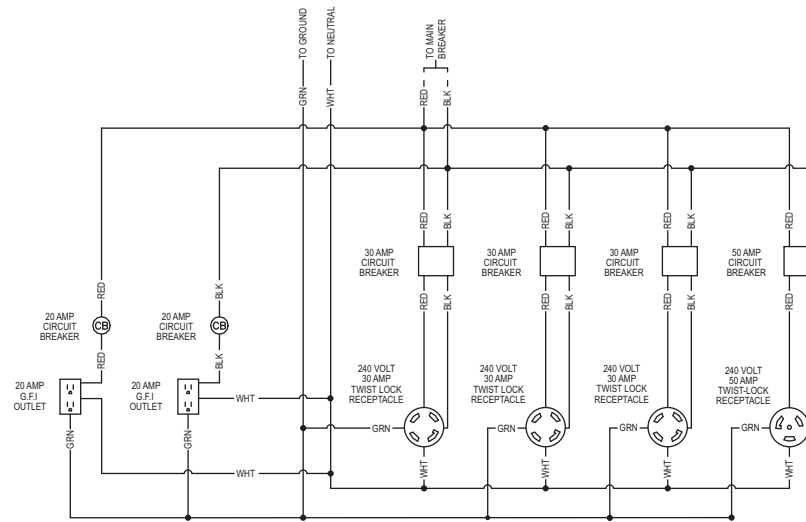 TO GROUND
TO NEUTRAL
TO MAIN
BREAKER
GRN
WHT
RED
BLK
RED
BLK
RED
BLK
RED
BLK
RED
30 AMP
CIRCUIT
BREAKER
30 AMP
CIRCUIT
BREAKER
30 AMP
CIRCUIT
BREAKER
50 AMP
CIRCUIT
BREAKER
RED
BLK
RED
BLK
RED
BLK
RED
BLK
RED
20 AMP
CIRCUIT
BREAKER
CB
20 AMP
CIRCUIT
BREAKER
CB
RED
BLK
20 AMP
G.F.I
OUTLET
20 AMP
G.F.I
OUTLET
240 VOLT
30 AMP
TWIST LOCK
RECEPTACLE
240 VOLT
30 AMP
TWIST LOCK
RECEPTACLE
240 VOLT
30 AMP
TWIST LOCK
RECEPTACLE
240 VOLT
50 AMP
TWIST-LOCK
RECEPTACLE
WHT
GRN
GRN
GRN
GRN
GRN
GRN
WHT
WHT
WHT
WHT
WHT